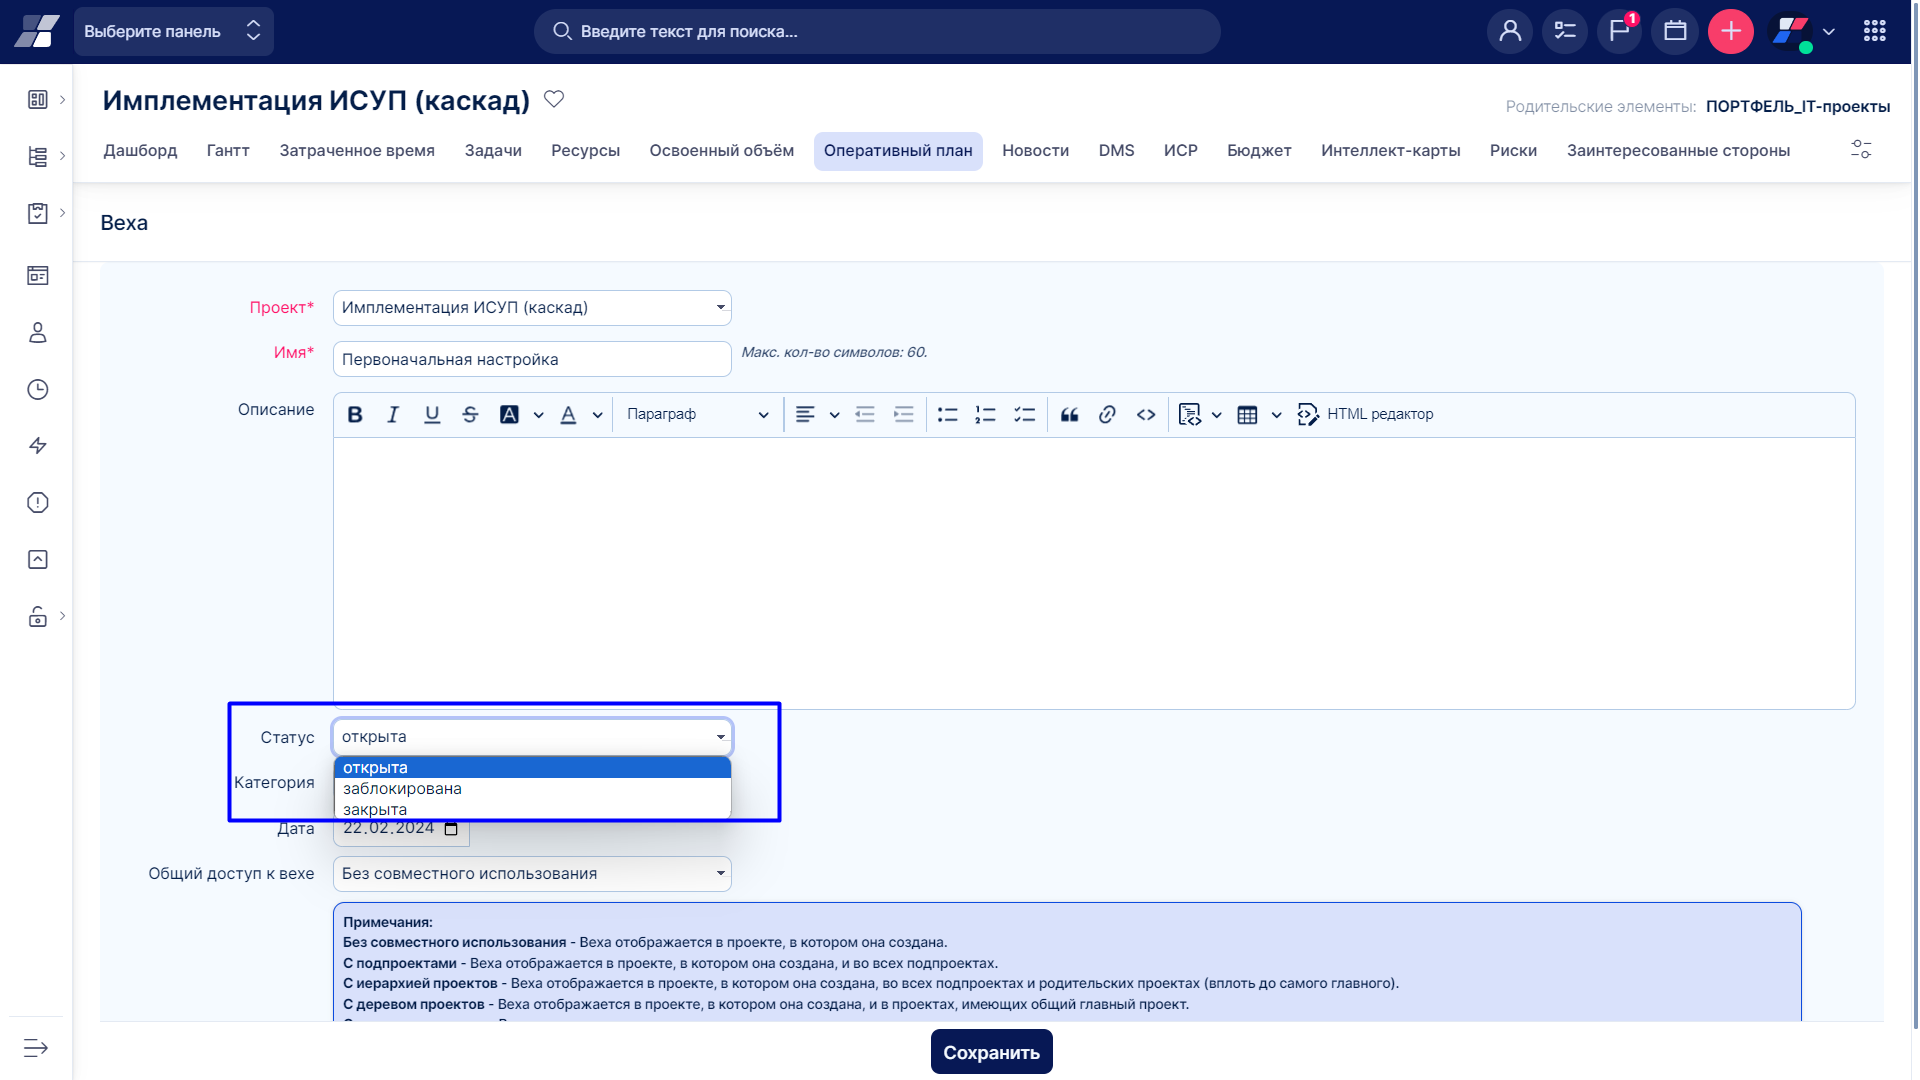 Выберите панель
Введите текст для поиска...
1
Имплементация ИСУП (каскад)
Родительские элементы: ПОРТФЕЛЬ_IT-проекты
Дашборд Гантт Затраченное время Задачи Ресурсы Освоенный объём Оперативный план Новости DMS ИСР Бюджет Интеллект-карты Риски Заинтересованные стороны
Веха
Проект* Имплементация ИСУП (каскад)
Имя* Первоначальная настройка Макс. кол-во символов: 60.
Описание
Параграф HTML редактор
Статус открыта
открыта
Категория
заблокирована
закрыта
Дата 22.02.2024
Общий доступ к вехе Без совместного использования
Примечания:
Без совместного использования - Веха отображается в проекте, в котором она создана.
С подпроектами - Веха отображается в проекте, в котором она создана, и во всех подпроектах.
С иерархией проектов - Веха отображается в проекте, в котором она создана, во всех подпроектах и родительских проектах (вплоть до самого главного).
С деревом проектов - Веха отображается в проекте, в котором она создана, и в проектах, имеющих общий главный проект.
Сохранить